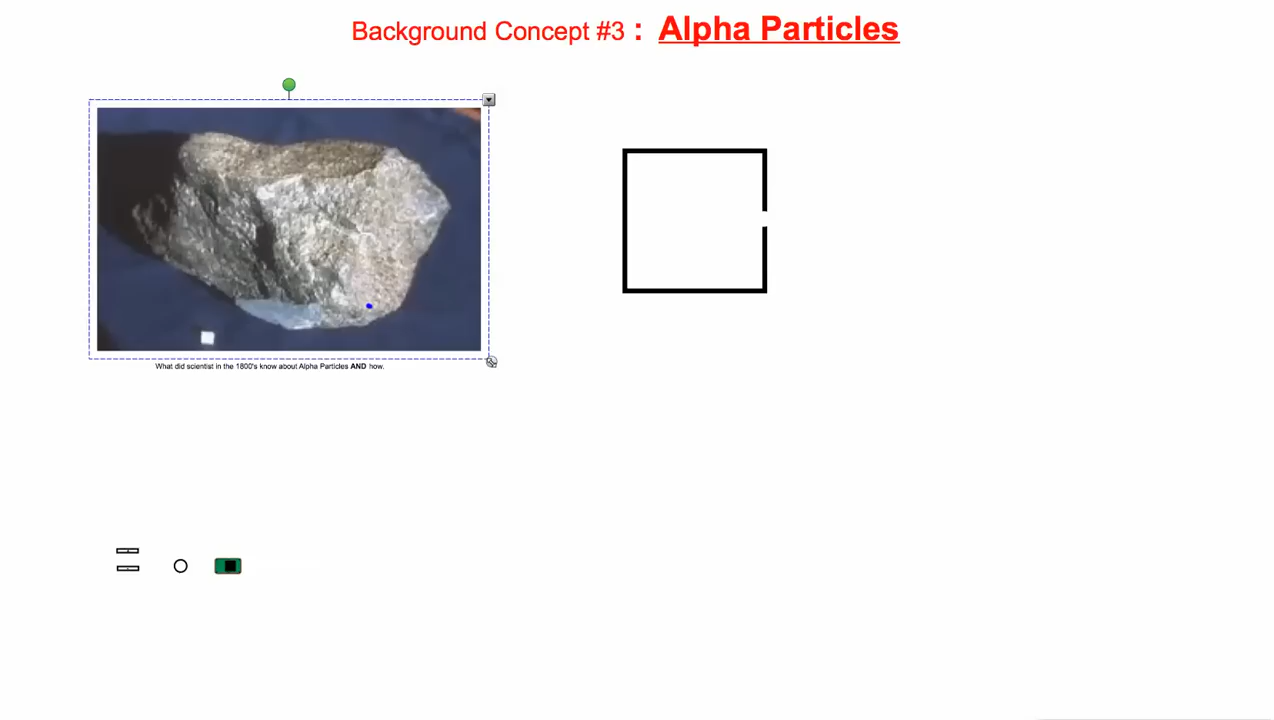 Background Concept #3 : Alpha Particles
What did scientist in the 1800's know about Alpha Particles AND how.